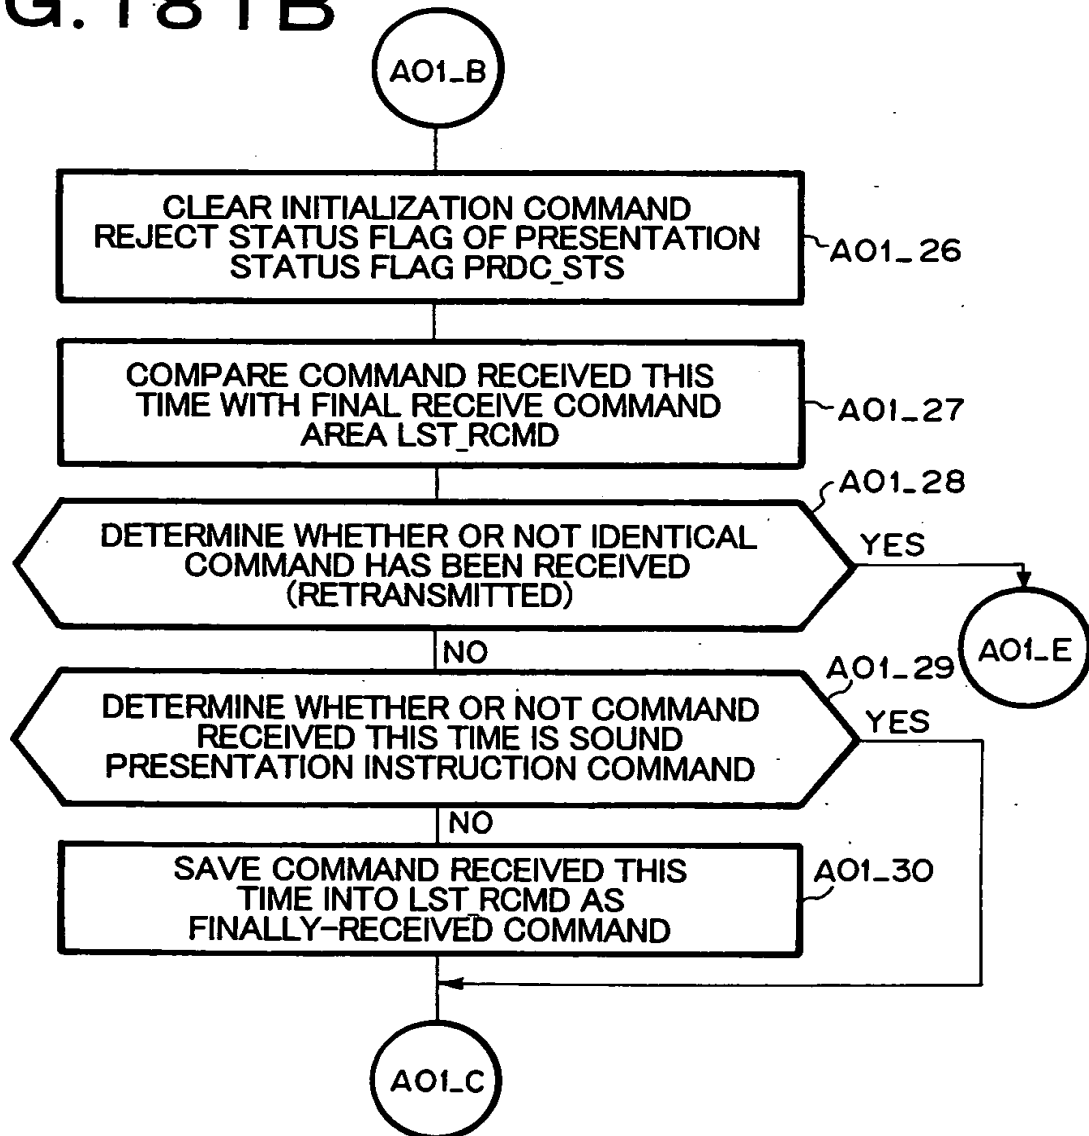 G.181B
A01_B
CLEAR INITIALIZATION COMMAND
REJECT STATUS FLAG OF PRESENTATION
STATUS FLAG PRDC_STS
A01_26
COMPARE COMMAND RECEIVED THIS
TIME WITH FINAL RECEIVE COMMAND
AREA LST_RCMD
A01_27
A01_28
DETERMINE WHETHER OR NOT IDENTICAL
COMMAND HAS BEEN RECEIVED
(RETRANSMITTED)
YES
A01_E
NO
A01_29
DETERMINE WHETHER OR NOT COMMAND
RECEIVED THIS TIME IS SOUND
PRESENTATION INSTRUCTION COMMAND
YES
NO
SAVE COMMAND RECEIVED THIS
TIME INTO LST_RCMD AS
FINALLY-RECEIVED COMMAND
A01_30
A01_C